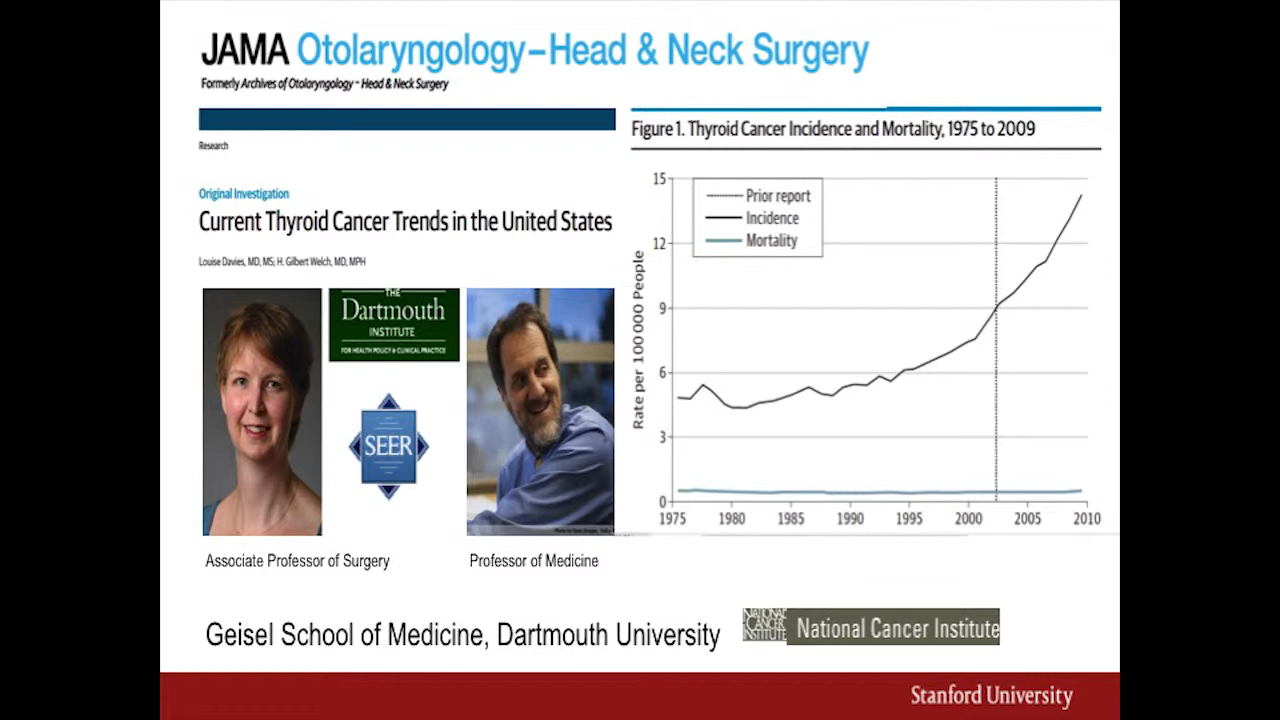 JAMA Otolaryngology–Head & Neck Surgery
Formerly Archives of Otolaryngology – Head & Neck Surgery
Research
Original Investigation
Current Thyroid Cancer Trends in the United States
Louise Davies, MD, MS; H. Gilbert Welch, MD, MPH
THE
Dartmouth
INSTITUTE
FOR HEALTH POLICY & CLINICAL PRACTICE
SEER
Associate Professor of Surgery
Professor of Medicine
Figure 1. Thyroid Cancer Incidence and Mortality, 1975 to 2009
Rate per 100 000 People
15
12
9
6
3
0
Prior report
Incidence
Mortality
1975 1980 1985 1990 1995 2000 2005 2010
Geisel School of Medicine, Dartmouth University
NATIONAL
CANCER
INSTITUTE
National Cancer Institute
Stanford University